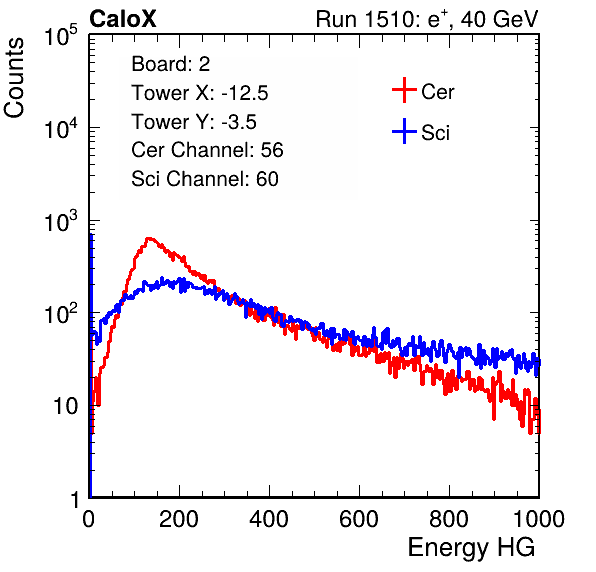 CaloX Run 1510: e⁺, 40 GeV
Counts
10⁵
10⁴
10³
10²
10
1
Board: 2
Tower X: -12.5
Tower Y: -3.5
Cer Channel: 56
Sci Channel: 60
Cer
Sci
0 200 400 600 800 1000
Energy HG